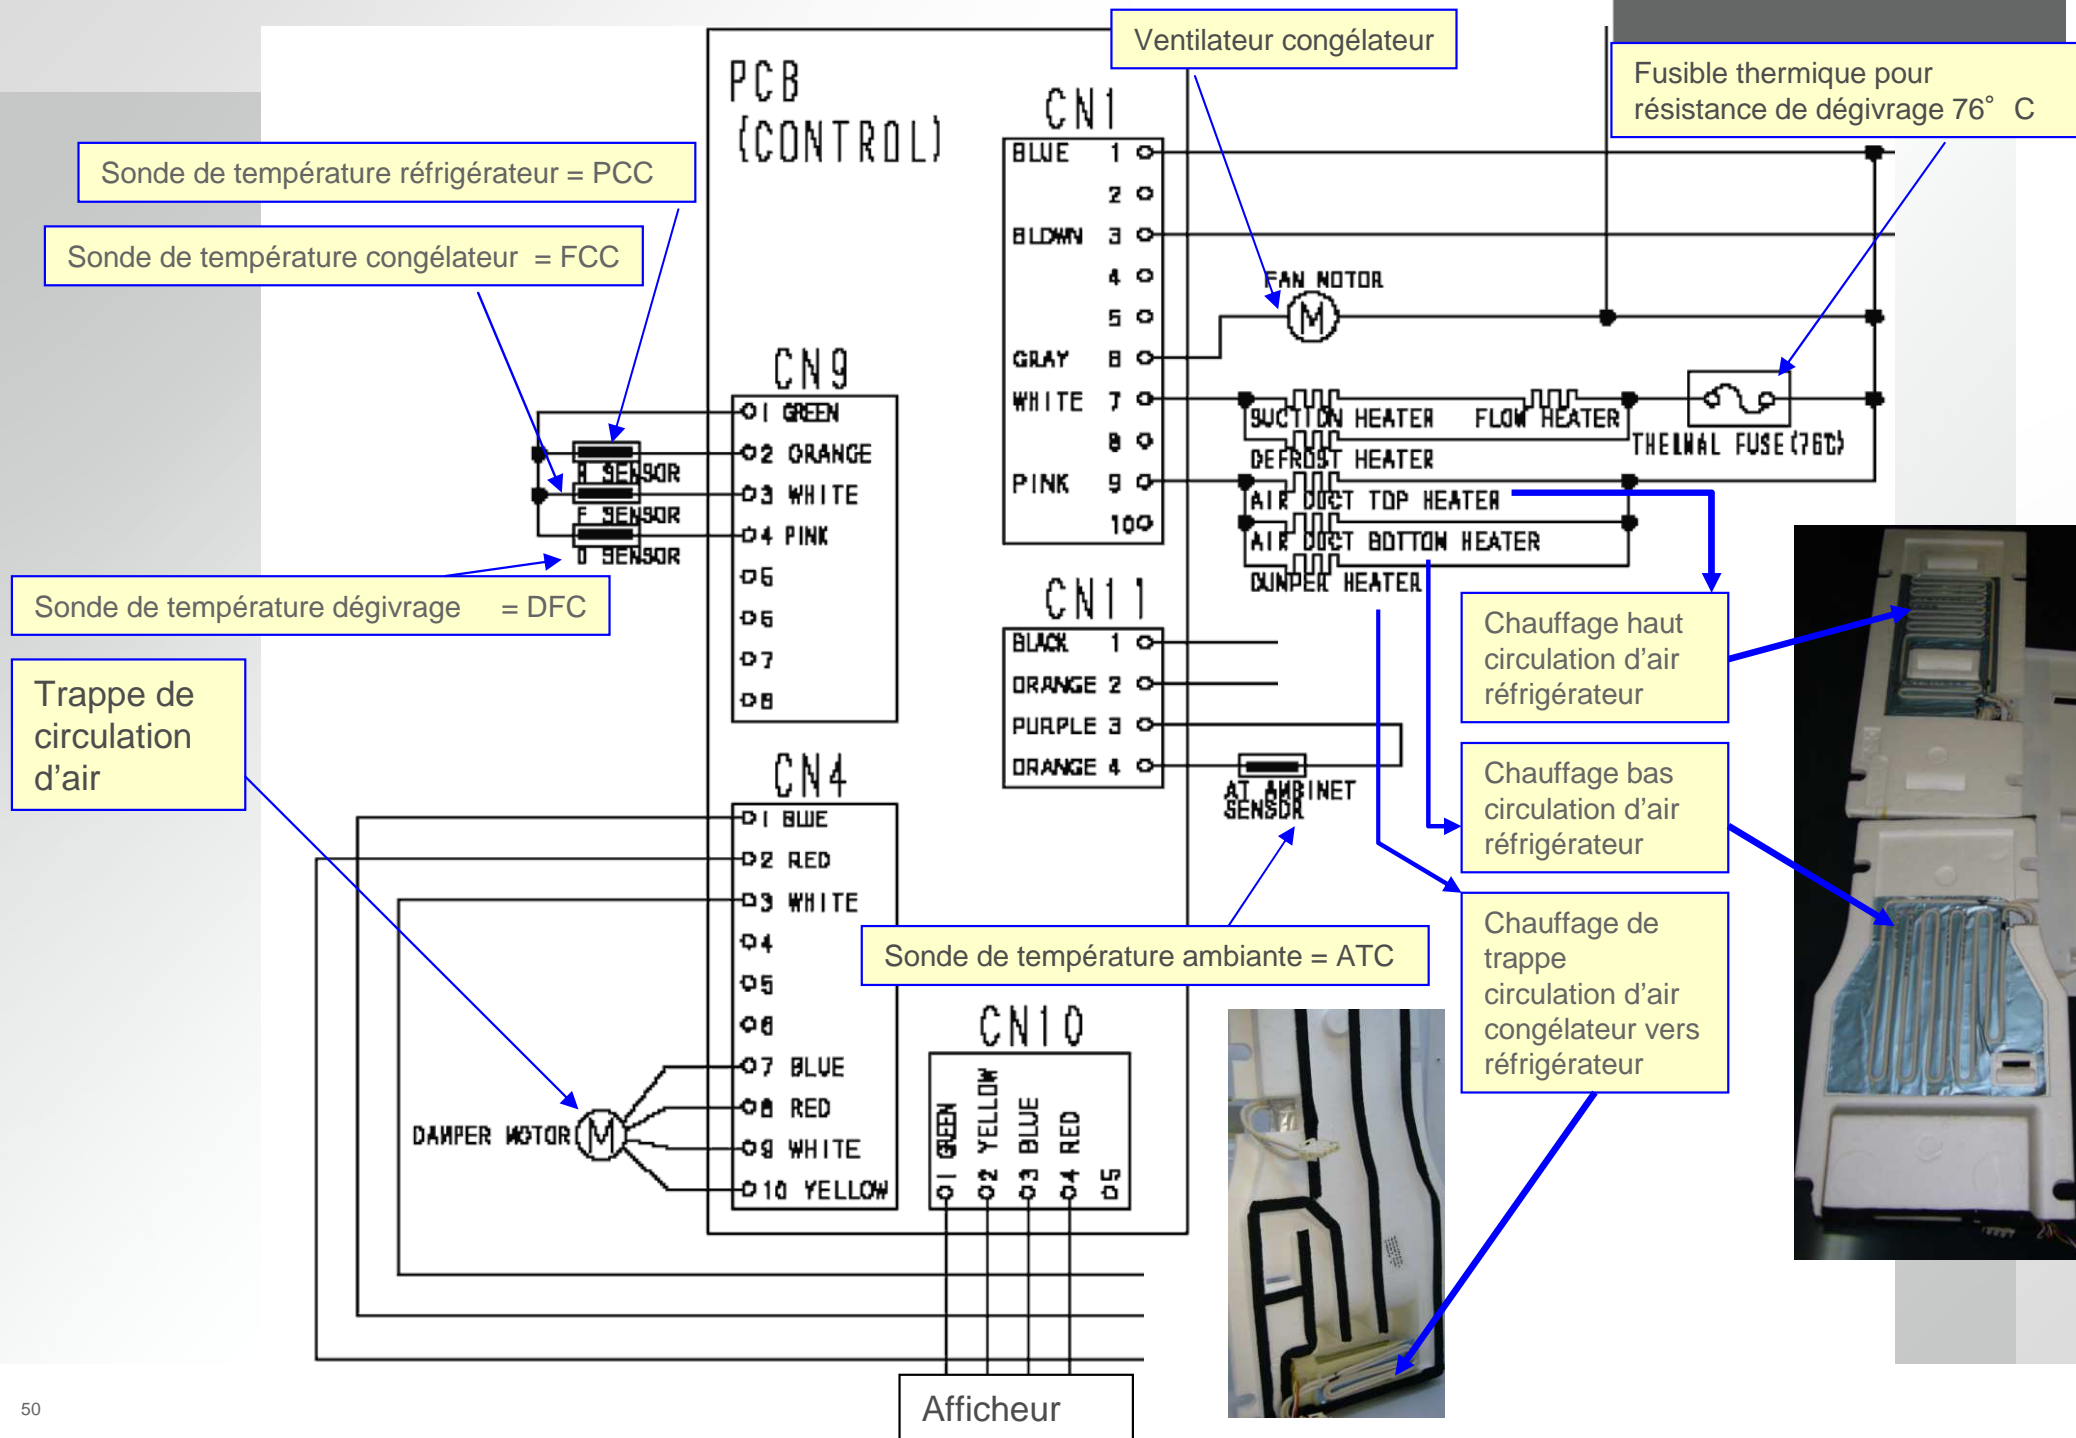 Ventilateur congélateur
Fusible thermique pour
résistance de dégivrage 76° C
PCB
(CONTROL)
Sonde de température réfrigérateur = PCC
Sonde de température congélateur = FCC
CN1
BLUE 1
2
BLOWN 3
4
5
GRAY 6
WHITE 7
8
PINK 9
10
FAN MOTOR
SUCTION HEATER
FLOW HEATER
THERMAL FUSE(76℃)
DEFROST HEATER
AIR DUCT TOP HEATER
AIR DUCT BOTTOM HEATER
DUMPER HEATER
CN9
1 GREEN
2 ORANGE
3 WHITE
4 PINK
5
6
7
8
R SENSOR
F SENSOR
D SENSOR
Sonde de température dégivrage = DFC
CN11
BLACK 1
ORANGE 2
PURPLE 3
ORANGE 4
AT AMBINET
SENSOR
Trappe de
circulation
d’air
Chauffage haut
circulation d’air
réfrigérateur
Chauffage bas
circulation d’air
réfrigérateur
Chauffage de
trappe
circulation d’air
congélateur vers
réfrigérateur
CN4
1 BLUE
2 RED
3 WHITE
4
5
6
7 BLUE
8 RED
9 WHITE
10 YELLOW
Sonde de température ambiante = ATC
DAMPER MOTOR
M
M
CN10
1 GREEN
2 YELLOW
3 BLUE
4 RED
5
Afficheur
50